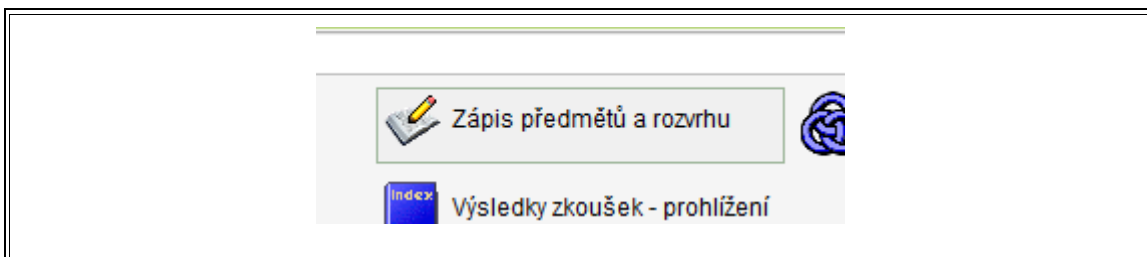 Zápis předmětů a rozvrhu
Index
Výsledky zkoušek - prohlížení